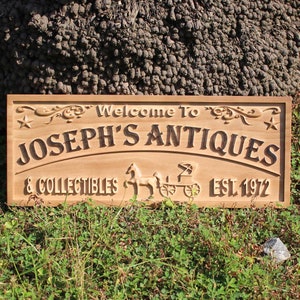 Welcome To
JOSEPH'S ANTIQUES
& COLLECTIBLES EST. 1972